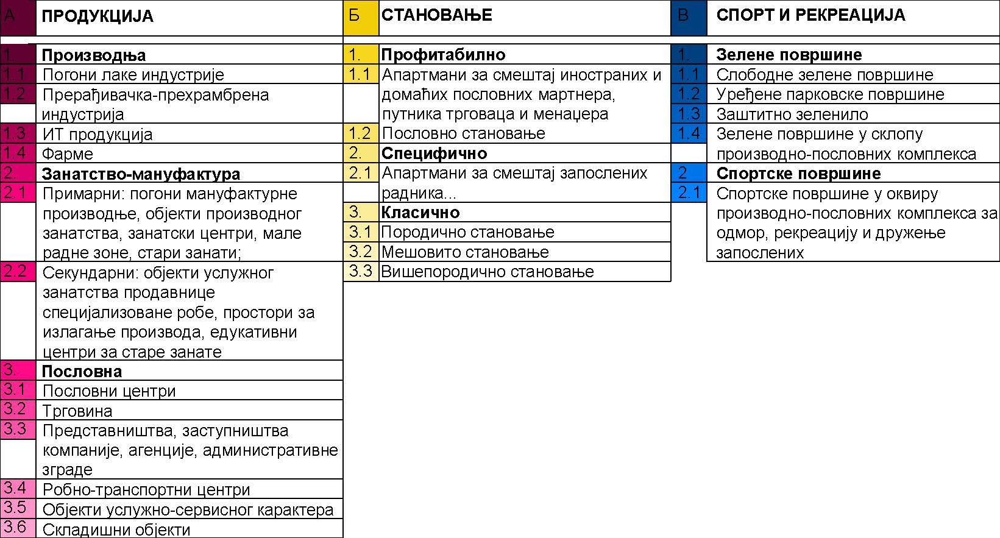 А ПРОДУКЦИЈА
1. Производња
1.1 Погони лаке индустрије
1.2 Прерађивачка-прехрамбрена
индустрија
1.3 ИТ продукција
1.4 Фарме
2. Занатство-мануфактура
2.1 Примарни: погони мануфактурне
производње, објекти производног
занатства, занатски центри, мале
радне зоне, стари занати;
2.2 Секундарни: објекти услужног
занатства продавнице
специјализоване робе, простори за
излагање производа, едукативни
центри за старе занате
3. Пословна
3.1 Пословни центри
3.2 Трговина
3.3 Представништва, заступништва
компаније, агенције, административне
зграде
3.4 Робно-транспортни центри
3.5 Објекти услужно-сервисног карактера
3.6 Складишни објекти
Б СТАНОВАЊЕ
1. Профитабилно
1.1 Апартмани за смештај иностраних и
домаћих пословних мартнера,
путника трговаца и менаџера
1.2 Пословно становање
2. Специфично
2.1 Апартмани за смештај запослених
радника...
3. Класично
3.1 Породично становање
3.2 Мешовито становање
3.3 Вишепородично становање
В СПОРТ И РЕКРЕАЦИЈА
1. Зелене површине
1.1 Слободне зелене површине
1.2 Уређене парковске површине
1.3 Заштитно зеленило
1.4 Зелене површине у склопу
производно-пословних комплекса
2 Спортске површине
2.1 Спортске површине у оквиру
производно-пословних комплекса за
одмор, рекреацију и дружење
запослених